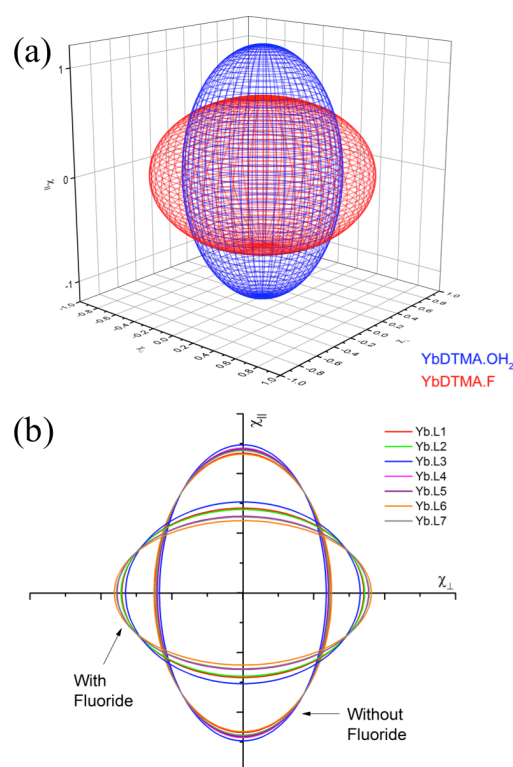 (a)
1
0
-1
χ||
-1.0
-0.8
-0.6
-0.4
-0.2
0.0
0.2
0.4
0.6
0.8
1.0
-1.0
-0.8
-0.6
-0.4
-0.2
0.0
0.2
0.4
0.6
0.8
1.0
YbDTMA.OH₂
YbDTMA.F
(b)
χ||
Yb.L1
Yb.L2
Yb.L3
Yb.L4
Yb.L5
Yb.L6
Yb.L7
χ⊥
With
Fluoride
Without
Fluoride